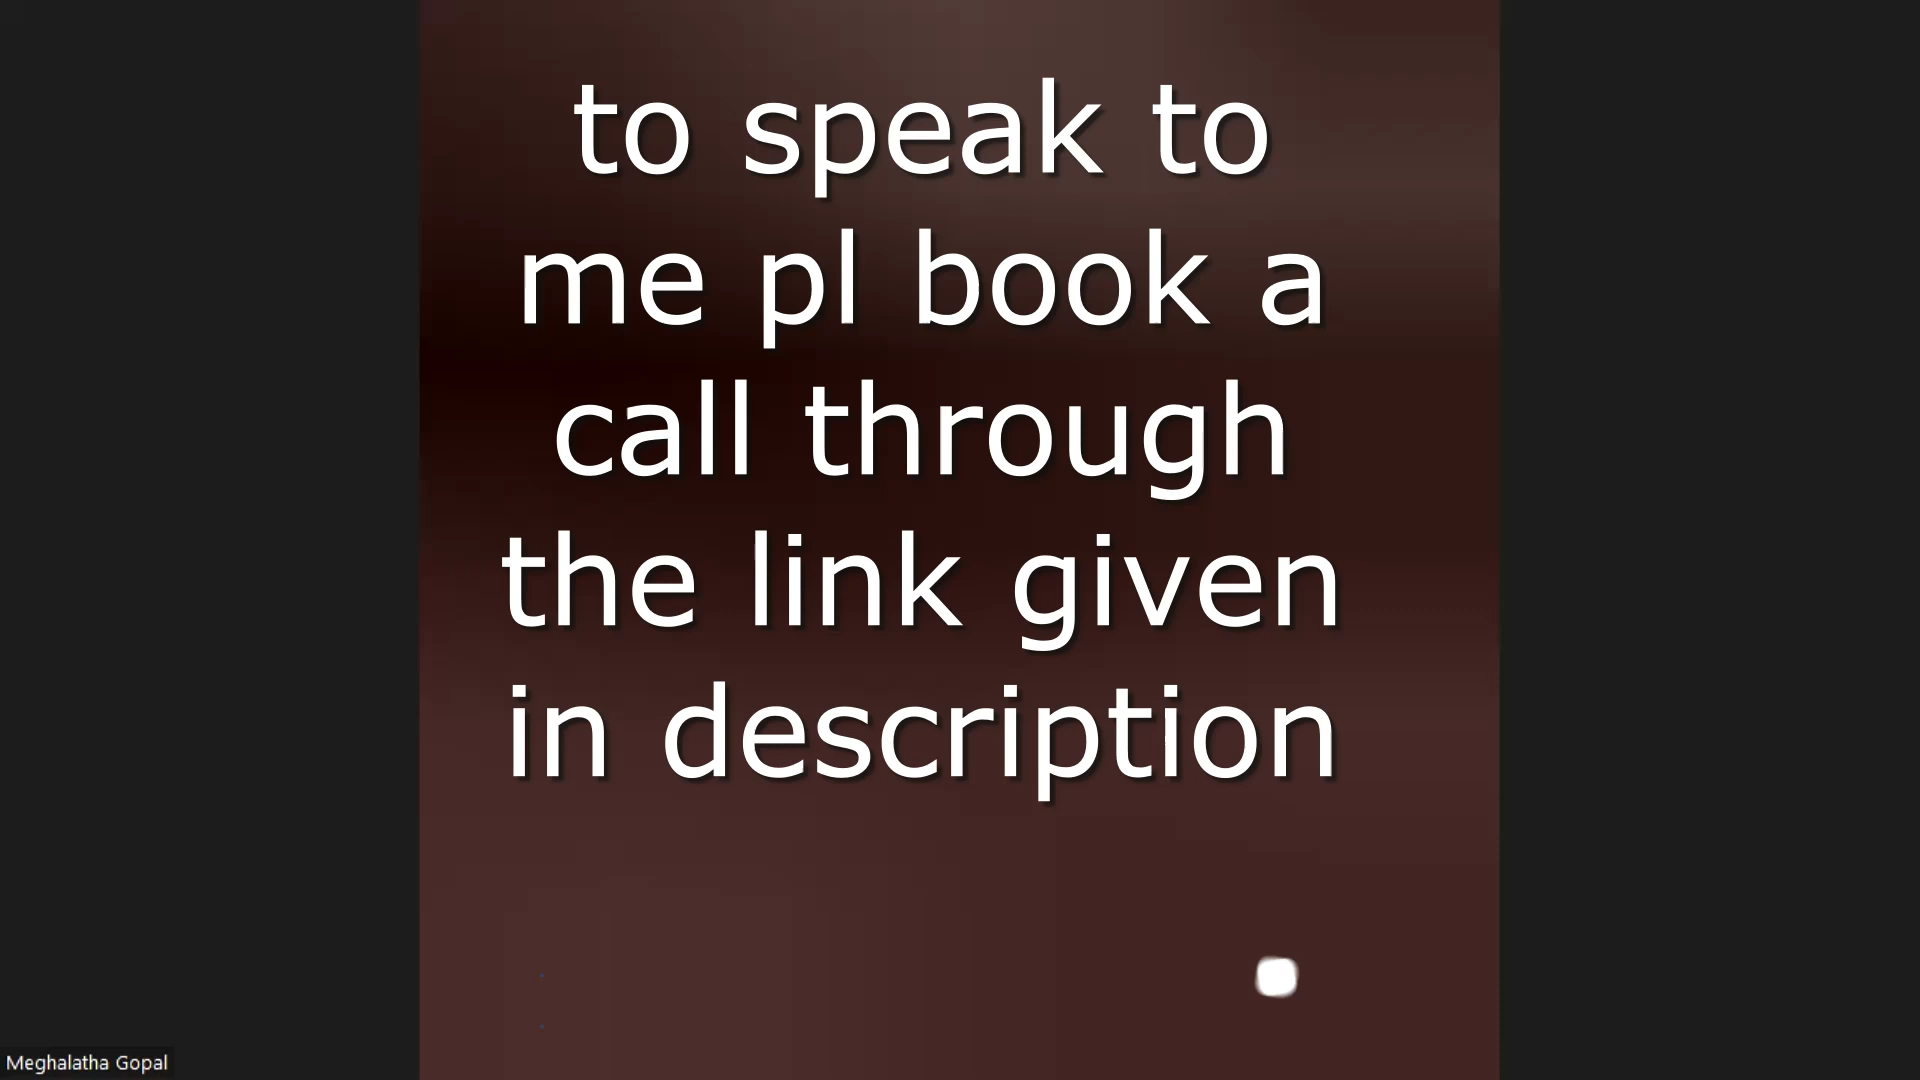 to speak to
me pl book a
call through
the link given
in description
Meghalatha Gopal